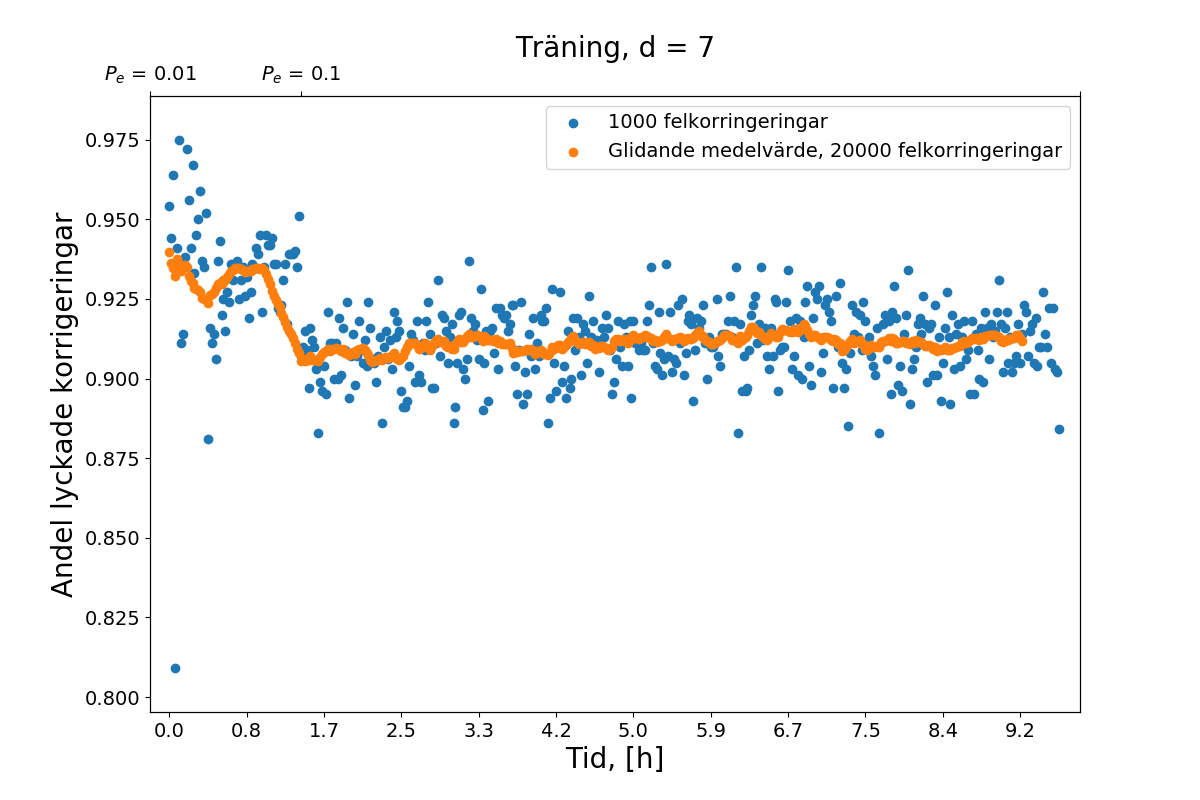 Träning, d = 7
Pₑ = 0.01 Pₑ = 0.1
1000 felkorringeringar
Glidande medelvärde, 20000 felkorringeringar
Andel lyckade korrigeringar
0.975
0.950
0.925
0.900
0.875
0.850
0.825
0.800
0.0 0.8 1.7 2.5 3.3 4.2 5.0 5.9 6.7 7.5 8.4 9.2
Tid, [h]